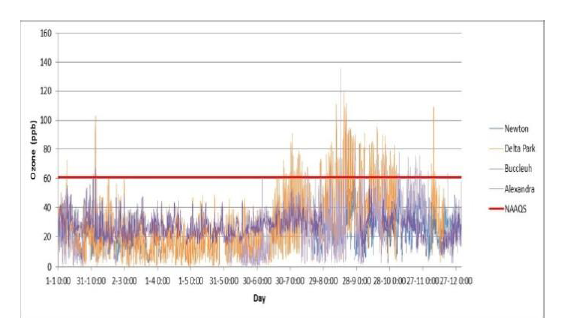 160
140
120
100
80
60
40
20
0
Ozone (ppb)
1-1 0:00 31-1 0:00 2-3 0:00 1-4 0:00 1-5 0:00 31-5 0:00 30-6 0:00 30-7 0:00 29-8 0:00 28-9 0:00 28-10 0:00 27-11 0:00 27-12 0:00
Day
Newton
Delta Park
Buccleuh
Alexandra
NAAQS